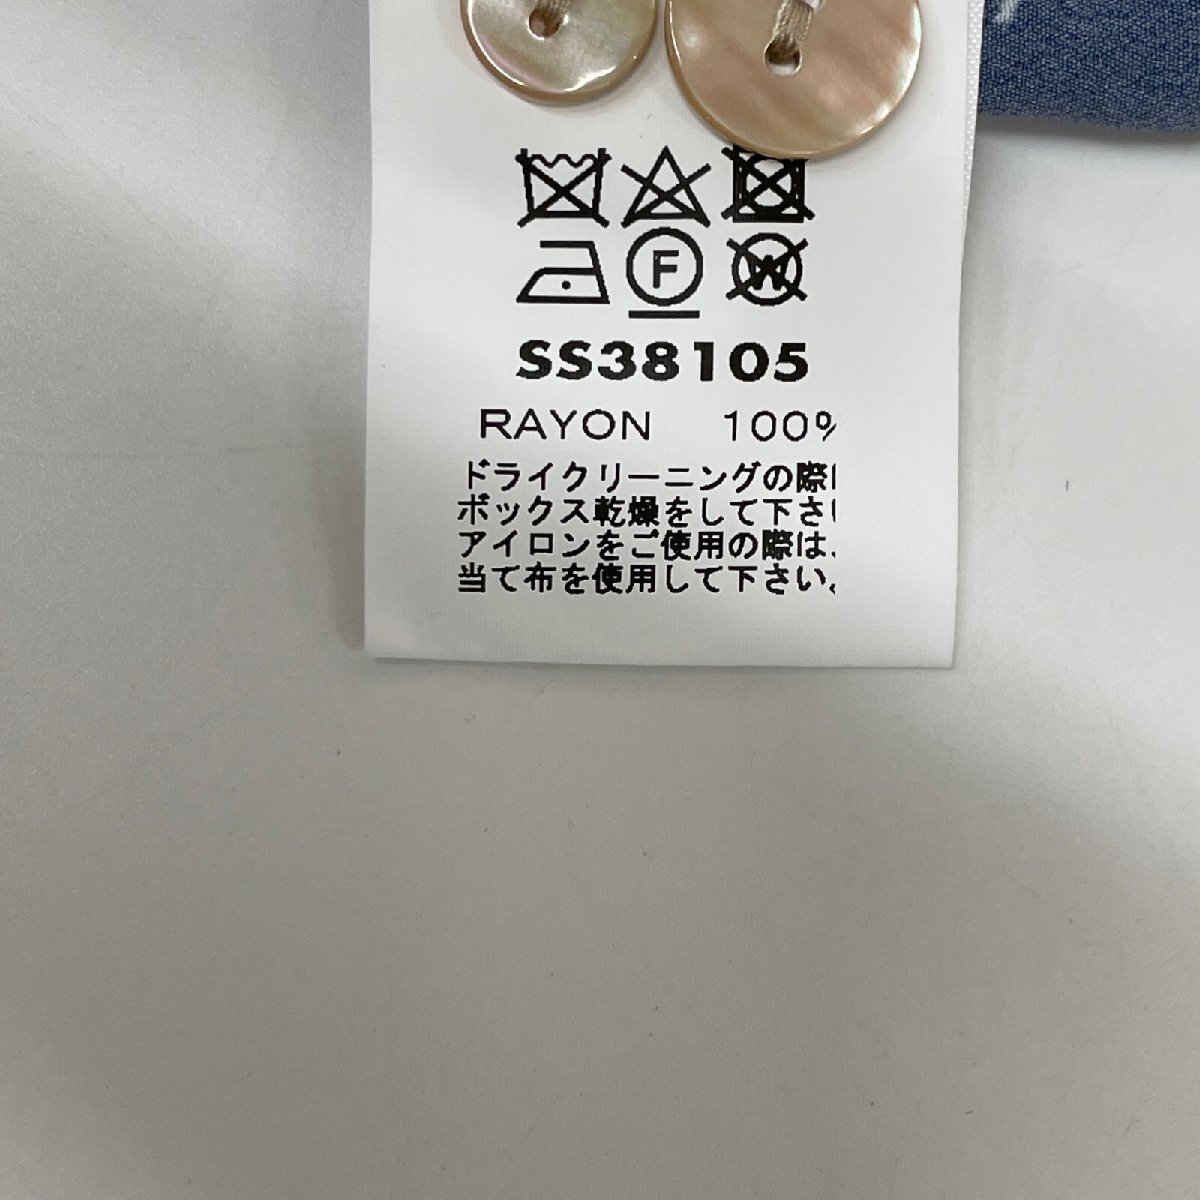 F
W
SS38105
RAYON 100%
ドライクリーニングの際
ボックス乾燥をして下さ
アイロンをご使用の際は、
当て布を使用して下さい。